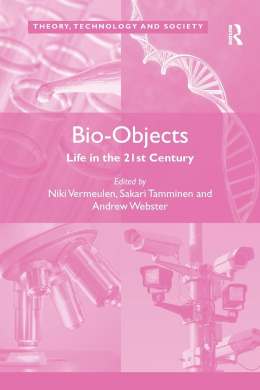 THEORY, TECHNOLOGY AND SOCIETY
Bio-Objects
Life in the 21st Century
Edited by
Niki Vermeulen, Sakari Tamminen and
Andrew Webster